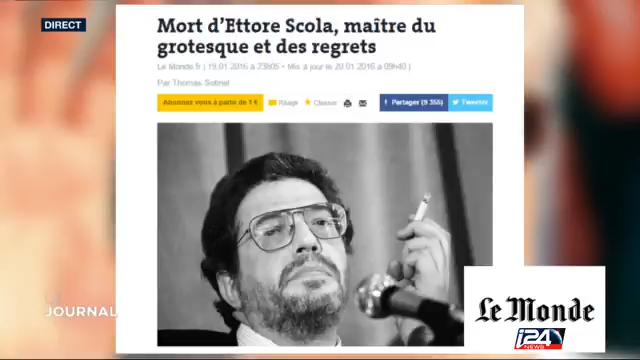 DIRECT
Mort d'Ettore Scola, maître du
grotesque et des regrets
Le Monde.fr | 19.01.2016 à 23h05 • Mis à jour le 20.01.2016 à 09h40 |
Par Thomas Sotinel
Abonnez vous à partir de 1 €
Réagir
Classer
Partager (9 355)
Tweeter
JOURNAL
Le Monde
i24
NEWS